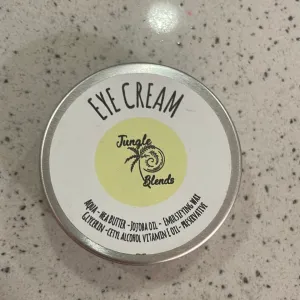 EYE CREAM
Jungle
Blends
AQUA - SHEA BUTTER - JOJOBA OIL - EMULSIFYING WAX
GLYCERIN - CETYL ALCOHOL VITAMIN E OIL - PRESERVATIVE